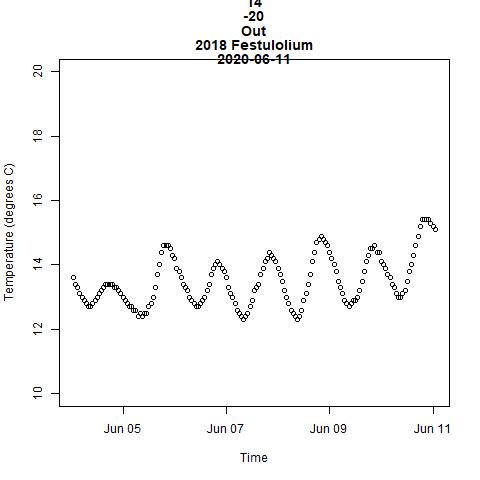 14
-20
Out
2018 Festulolium
2020-06-11
Temperature (degrees C)
20
18
16
14
12
10
Jun 05
Jun 07
Jun 09
Jun 11
Time